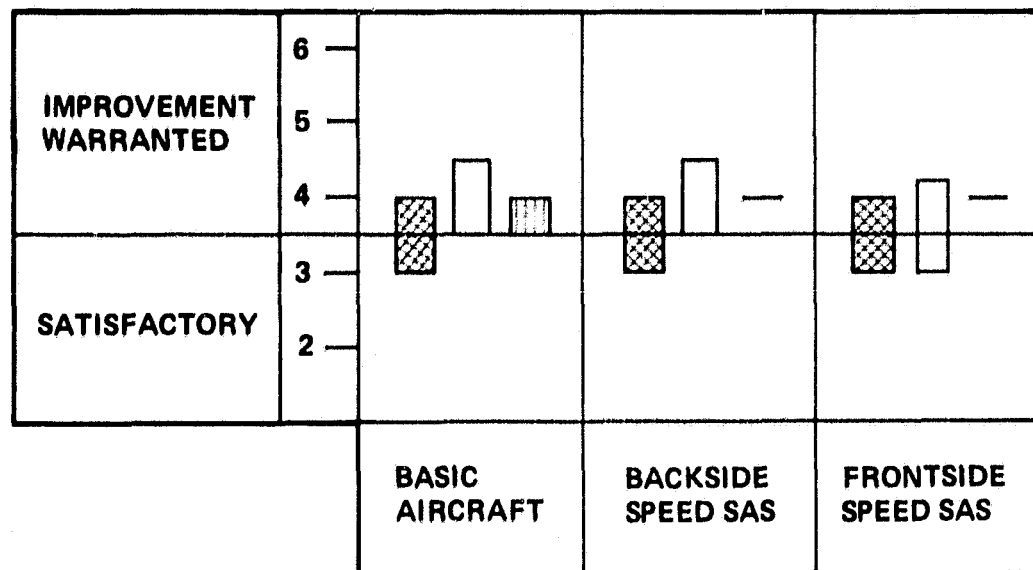 IMPROVEMENT
WARRANTED
SATISFACTORY
6
5
4
3
2
BASIC
AIRCRAFT
BACKSIDE
SPEED SAS
FRONTSIDE
SPEED SAS